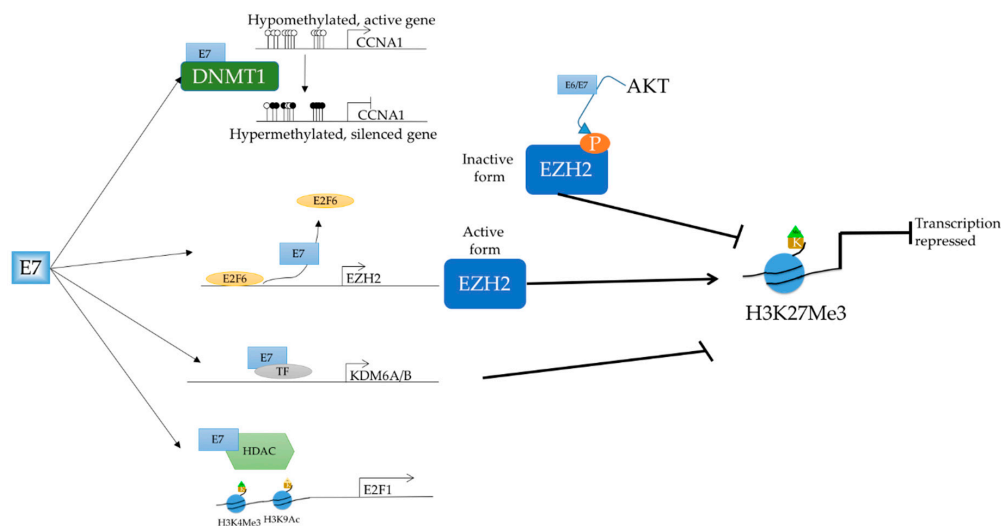 Hypomethylated, active gene
CCNA1
E7
DNMT1
CCNA1
Hypermethylated, silenced gene
E6/E7
AKT
P
Inactive
form
EZH2
E2F6
E7
E2F6
EZH2
Active
form
EZH2
Transcription
repressed
K
H3K27Me3
E7
E7
TF
KDM6A/B
E7
HDAC
E2F1
H3K4Me3
H3K9Ac